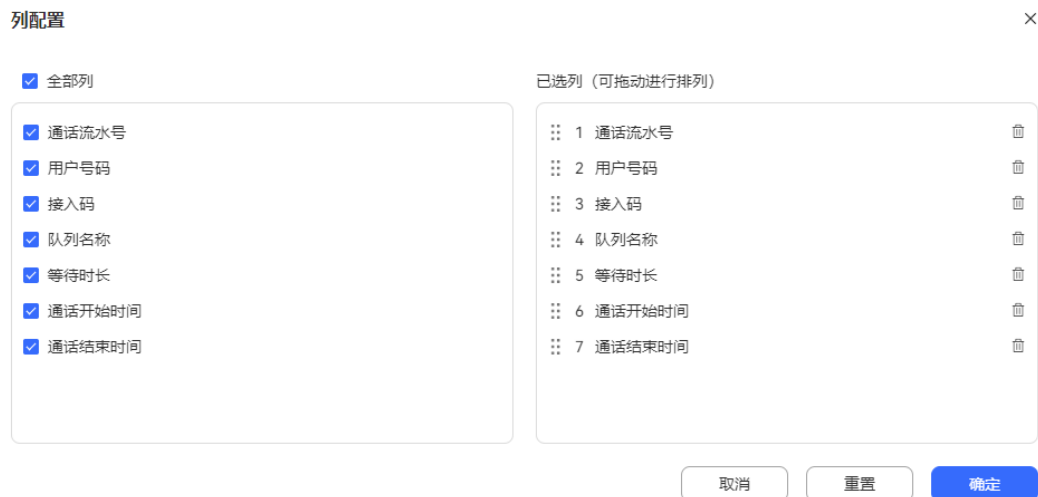 列配置
全部列
通话流水号
用户号码
接入码
队列名称
等待时长
通话开始时间
通话结束时间
已选列（可拖动进行排列）
1 通话流水号
2 用户号码
3 接入码
4 队列名称
5 等待时长
6 通话开始时间
7 通话结束时间
取消 重置 确定